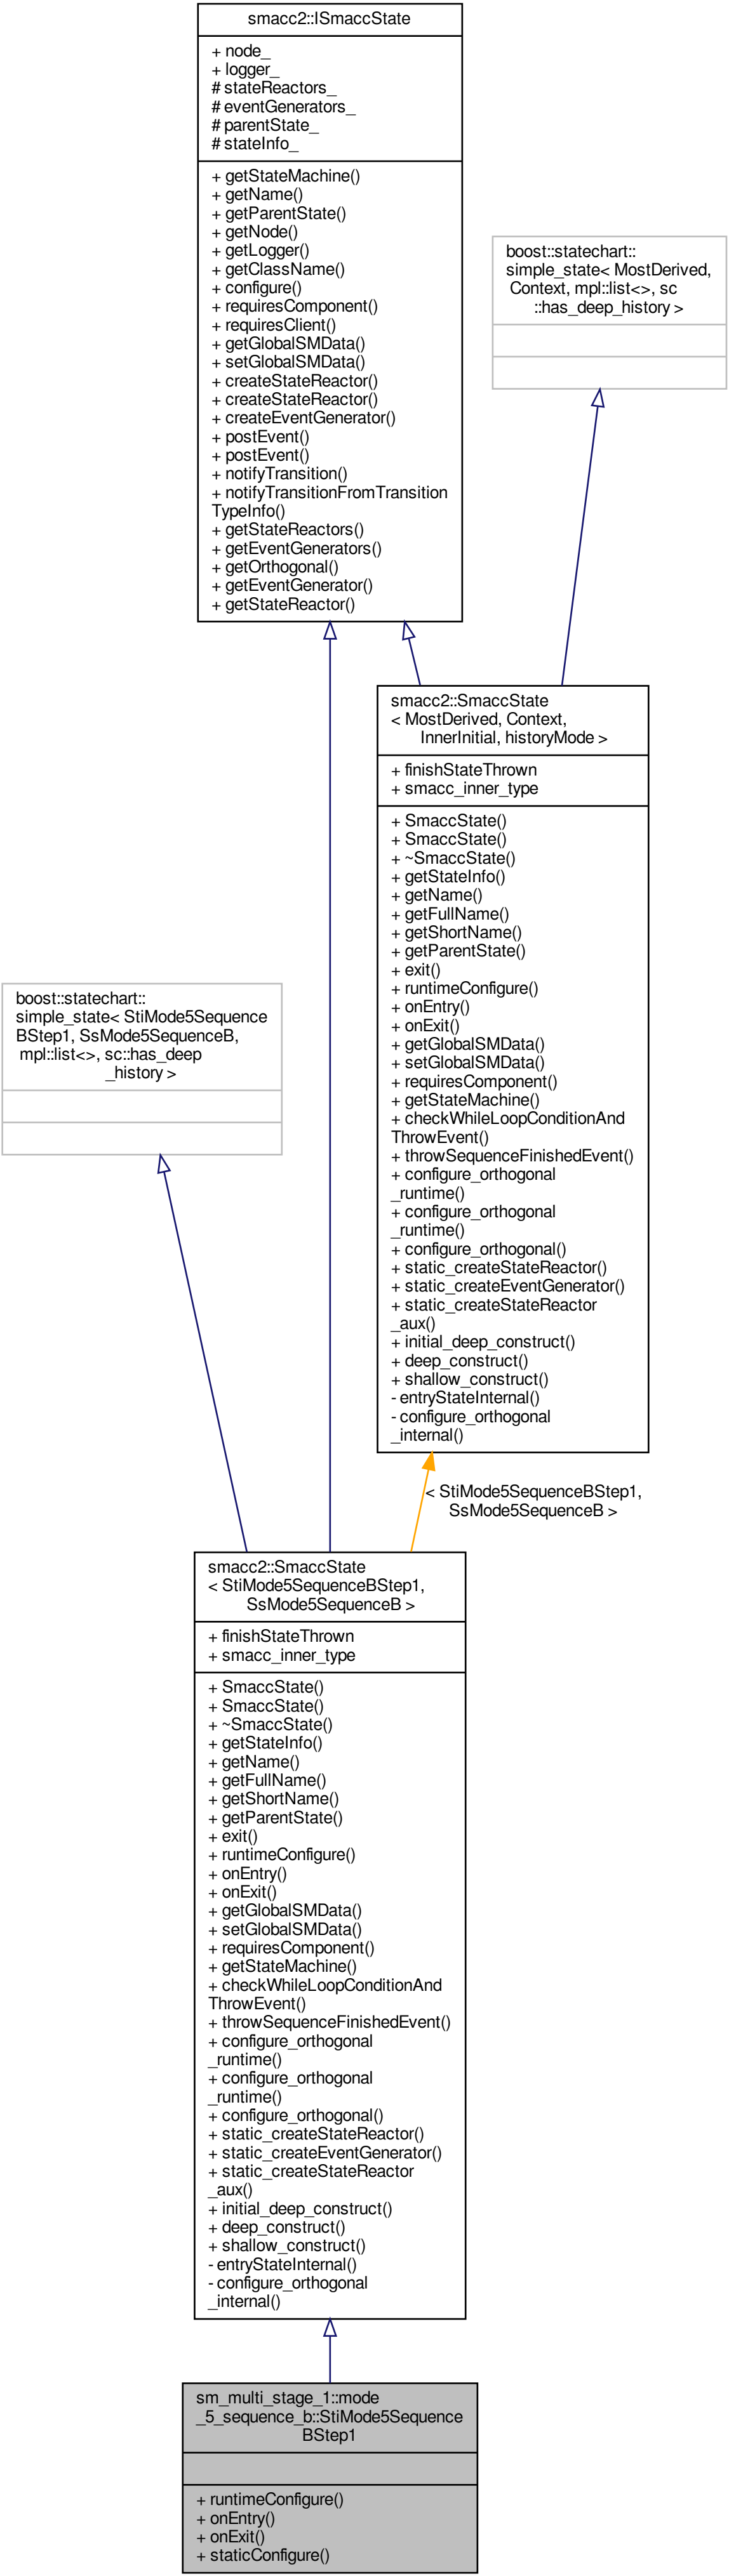 smacc2::ISmaccState
+ node_
+ logger_
# stateReactors_
# eventGenerators_
# parentState_
# stateInfo_
+ getStateMachine()
+ getName()
+ getParentState()
+ getNode()
+ getLogger()
+ getClassName()
+ configure()
+ requiresComponent()
+ requiresClient()
+ getGlobalSMData()
+ setGlobalSMData()
+ createStateReactor()
+ createStateReactor()
+ createEventGenerator()
+ postEvent()
+ postEvent()
+ notifyTransition()
+ notifyTransitionFromTransition
TypeInfo()
+ getStateReactors()
+ getEventGenerators()
+ getOrthogonal()
+ getEventGenerator()
+ getStateReactor()
boost::statechart::
simple_state< MostDerived,
Context, mpl::list<>, sc
::has_deep_history >
smacc2::SmaccState
< MostDerived, Context,
InnerInitial, historyMode >
+ finishStateThrown
+ smacc_inner_type
+ SmaccState()
+ SmaccState()
+ ~SmaccState()
+ getStateInfo()
+ getName()
+ getFullName()
+ getShortName()
+ getParentState()
+ exit()
+ runtimeConfigure()
+ onEntry()
+ onExit()
+ getGlobalSMData()
+ setGlobalSMData()
+ requiresComponent()
+ getStateMachine()
+ checkWhileLoopConditionAnd
ThrowEvent()
+ throwSequenceFinishedEvent()
+ configure_orthogonal
_runtime()
+ configure_orthogonal
_runtime()
+ configure_orthogonal()
+ static_createStateReactor()
+ static_createEventGenerator()
+ static_createStateReactor
_aux()
+ initial_deep_construct()
+ deep_construct()
+ shallow_construct()
- entryStateInternal()
- configure_orthogonal
_internal()
boost::statechart::
simple_state< StiMode5Sequence
BStep1, SsMode5SequenceB,
mpl::list<>, sc::has_deep
_history >
< StiMode5SequenceBStep1,
SsMode5SequenceB >
smacc2::SmaccState
< StiMode5SequenceBStep1,
SsMode5SequenceB >
+ finishStateThrown
+ smacc_inner_type
+ SmaccState()
+ SmaccState()
+ ~SmaccState()
+ getStateInfo()
+ getName()
+ getFullName()
+ getShortName()
+ getParentState()
+ exit()
+ runtimeConfigure()
+ onEntry()
+ onExit()
+ getGlobalSMData()
+ setGlobalSMData()
+ requiresComponent()
+ getStateMachine()
+ checkWhileLoopConditionAnd
ThrowEvent()
+ throwSequenceFinishedEvent()
+ configure_orthogonal
_runtime()
+ configure_orthogonal
_runtime()
+ configure_orthogonal()
+ static_createStateReactor()
+ static_createEventGenerator()
+ static_createStateReactor
_aux()
+ initial_deep_construct()
+ deep_construct()
+ shallow_construct()
- entryStateInternal()
- configure_orthogonal
_internal()
sm_multi_stage_1::mode
_5_sequence_b::StiMode5Sequence
BStep1
+ runtimeConfigure()
+ onEntry()
+ onExit()
+ staticConfigure()